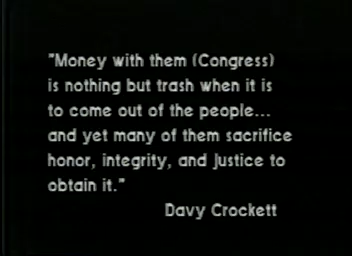 "Money with them (Congress)
is nothing but trash when it is
to come out of the people...
and yet many of them sacrifice
honor, integrity, and justice to
obtain it."
Davy Crockett